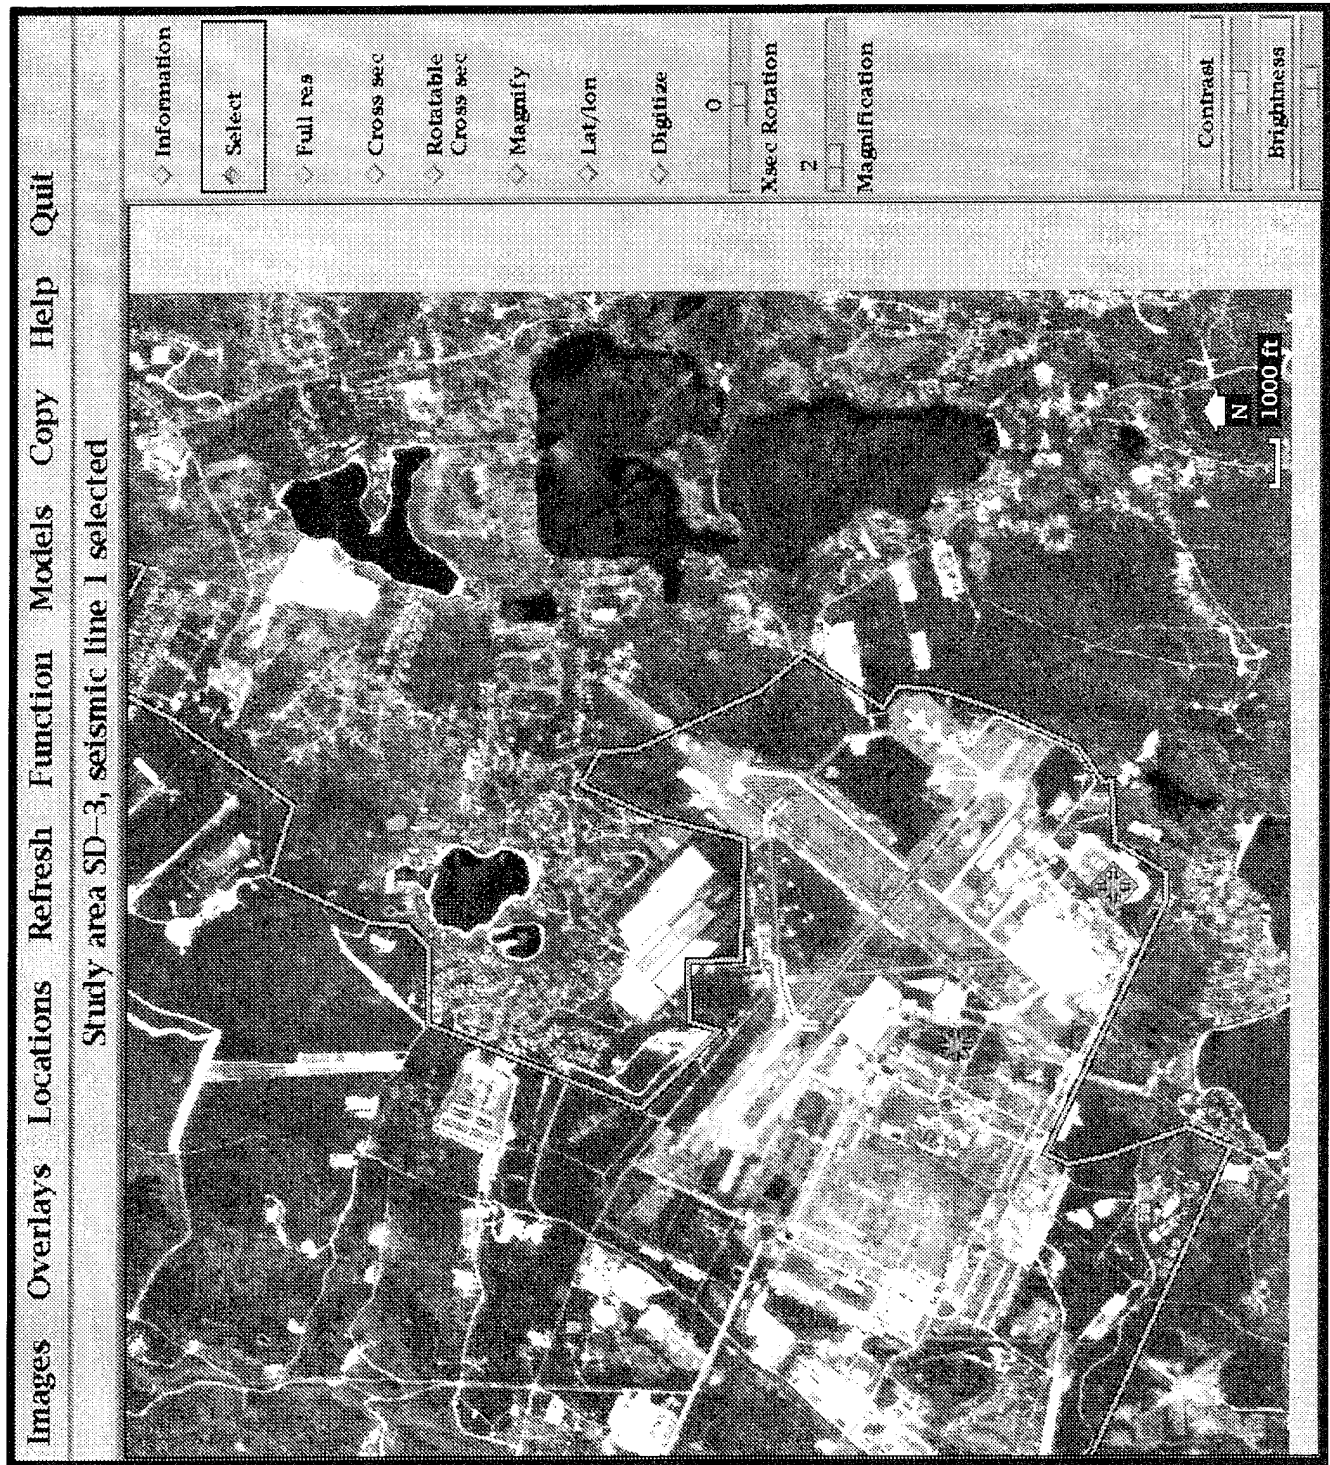 Images Overlays Locations Refresh Function Models Copy Help Quit
Study area SD-3, seismic line 1 selected
Information
Select
Full res
Cross sec
Rotatable
Cross sec
Magnify
Lat/lon
Digitize
0
Xsec Rotation
2
Magnification
Contrast
Brightness
N
1000 ft